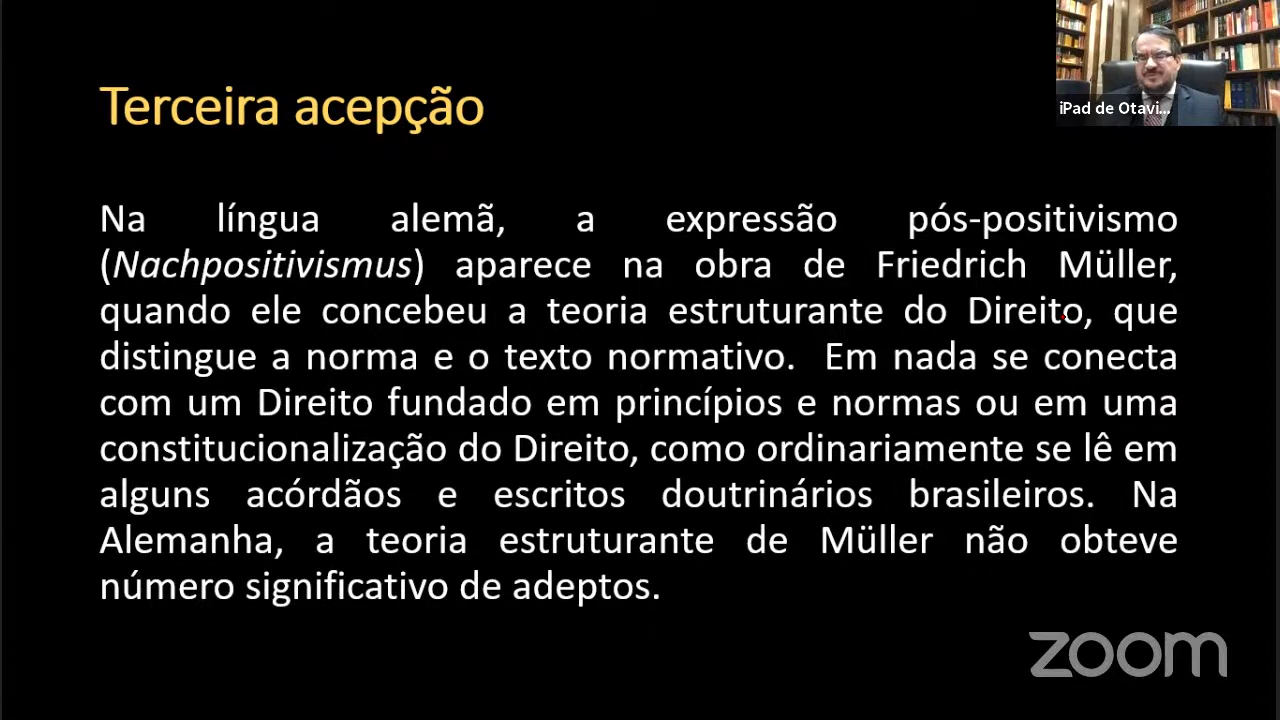 Terceira acepção
iPad de Otavi...
Na língua alemã, a expressão pós-positivismo
(Nachpositivismus) aparece na obra de Friedrich Müller,
quando ele concebeu a teoria estruturante do Direito, que
distingue a norma e o texto normativo. Em nada se conecta
com um Direito fundado em princípios e normas ou em uma
constitucionalização do Direito, como ordinariamente se lê em
alguns acórdãos e escritos doutrinários brasileiros. Na
Alemanha, a teoria estruturante de Müller não obteve
número significativo de adeptos.
zoom